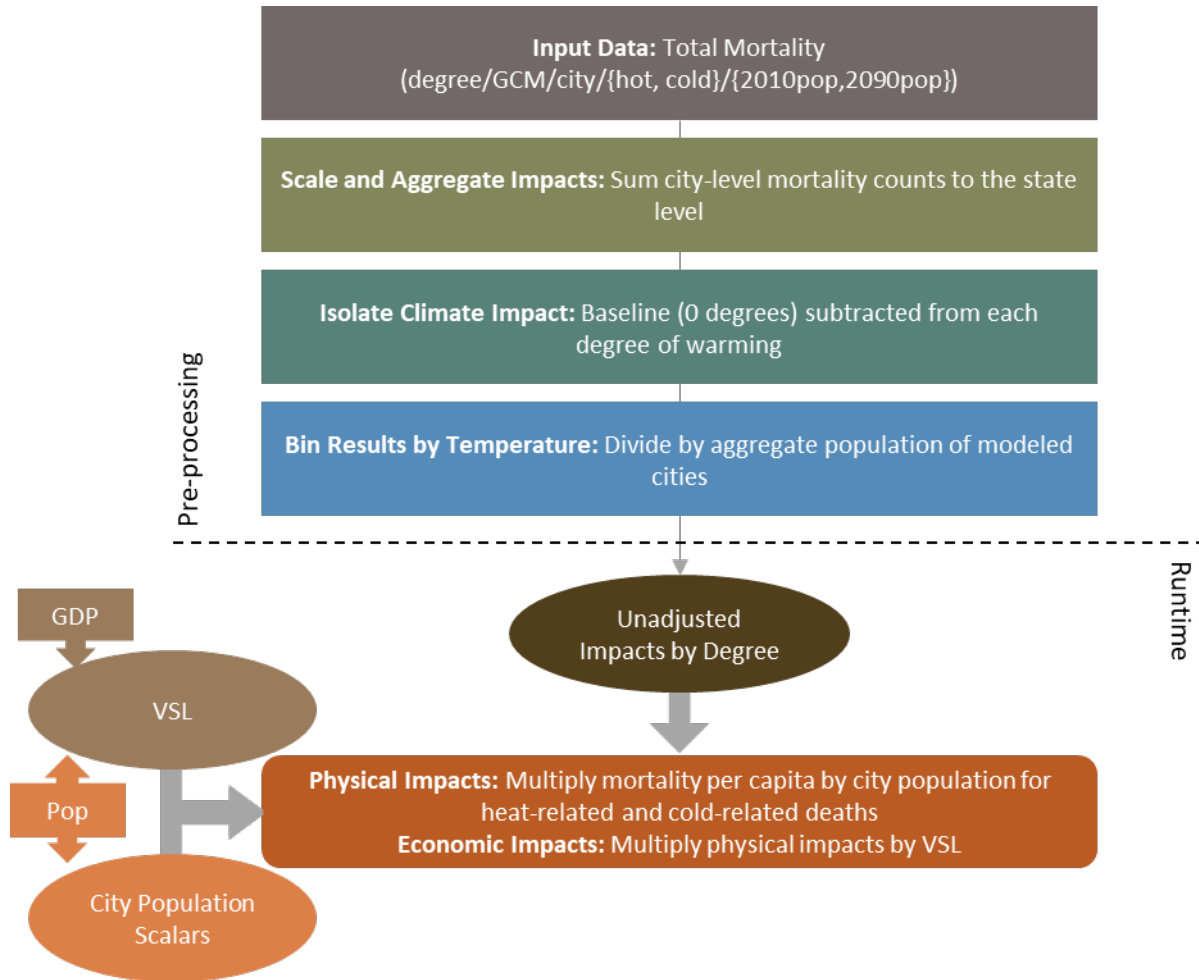 Input Data: Total Mortality
(degree/GCM/city/{hot, cold}/{2010pop,2090pop})
Scale and Aggregate Impacts: Sum city-level mortality counts to the state
level
Isolate Climate Impact: Baseline (0 degrees) subtracted from each
degree of warming
Bin Results by Temperature: Divide by aggregate population of modeled
cities
Pre-processing
Runtime
GDP
VSL
Pop
City Population
Scalars
Unadjusted
Impacts by Degree
Physical Impacts: Multiply mortality per capita by city population for
heat-related and cold-related deaths
Economic Impacts: Multiply physical impacts by VSL